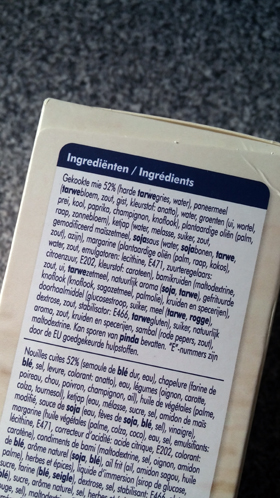 Ingrediënten / Ingrédients
Gekookte mie 52% (harde tarwegries, water), paneermeel
(tarwebloem, zout, gist, kleurstof: anatto), water, groenten (ui, wortel,
prei, kool, paprika, champignon, knoflook), plantaardige oliën (palm,
raap, zonnebloem), ketjap (water, melasse, suiker, zout,
gemodificeerd maïszetmeel, sojasaus (water, sojabonen, tarwe,
zout), azijn), margarine (plantaardige oliën (palm, raap, kokos),
water, zout, emulgatoren: lecithine, E471, zuurteregelaars:
citroenzuur, E202, kleurstof: caroteen), bamikruiden (maltodextrine,
zout, ui, tarwezetmeel, natuurlijk aroma (soja, tarwe), gefrituurde
knoflook (knoflook, sagozetmeel, palmolie), kruiden en specerijen),
doorhaalmiddel (glucosestroop, suiker, meel (tarwe, rogge),
dextrose, zout, stabilisator: E466, tarwegluten), suiker, natuurlijk
aroma, zout, kruiden en specerijen, sambal (rode pepers, zout),
maltodextrine. Kan sporen van pinda bevatten. "E"-nummers zijn
door de EU goedgekeurde hulpstoffen.
Nouilles cuites 52% (semoule de blé dur, eau), chapelure (farine de
blé, sel, levure, colorant: anatto), eau, légumes (oignon, carotte,
poireau, chou, poivron, champignon, ail), huile de végétales (palme,
colza, tournesol), ketjap (eau, mélasse, sucre, sel, amidon de maïs
modifié, sauce de soja (eau, fèves de soja, blé, sel), vinaigre),
margarine (huile végétales (palme, colza, coco), eau, sel, émulsifiants:
lécithine, E471, correcteur d'acidité: acide citrique, E202, colorant:
carotène), condiments de bami (maltodextrine, sel, oignon, amidon
de blé, arôme naturel (soja, blé), ail frit (ail, amidon sagou, huile
palme), herbes et épices), liquide d'immersion (sirop de glucose,
sucre, farine (blé, seigle), dextrose, sel, stabilisant: E466,